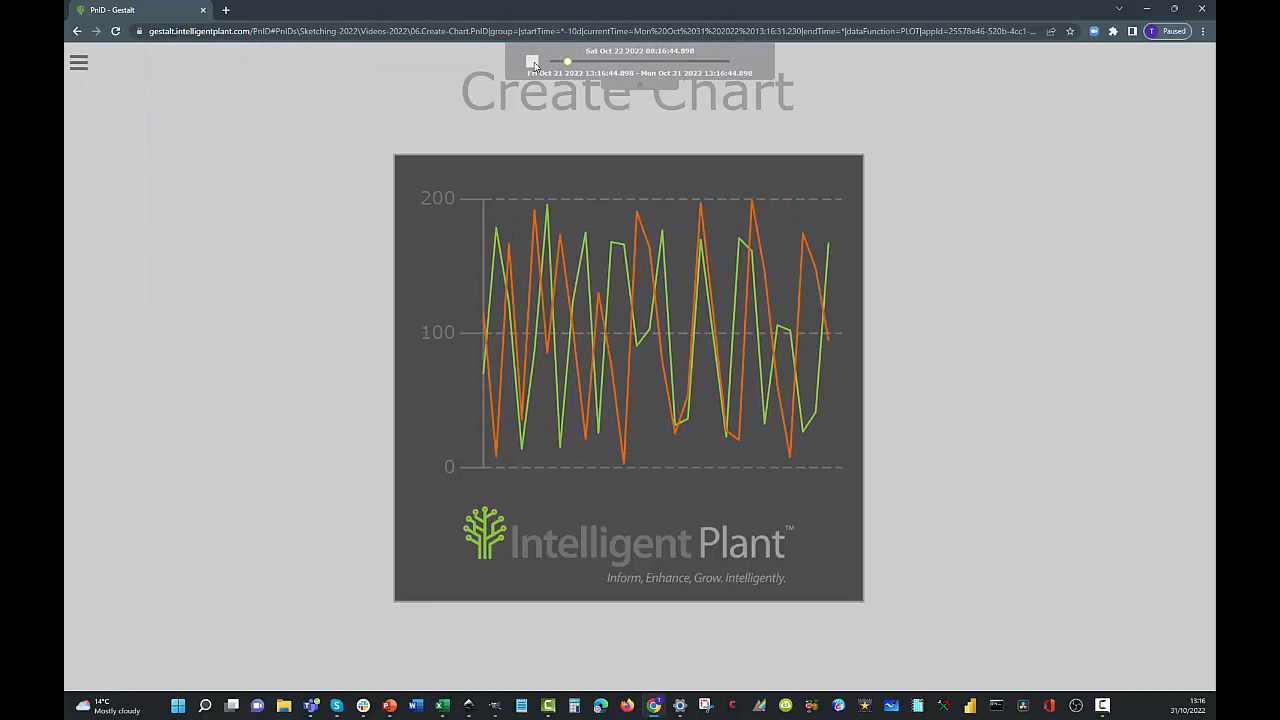 PnID - Gestalt
gestalt.intelligentplant.com/PnID#PnIDs\Sketching-2022\Videos-2022\06.Create-Chart.PnID|group=|startTime=*-10d|currentTime=Mon%20Oct%2031%202022%2013:16:31.230|endTime=*|dataFunction=PLOT|appId=25578e46-520b-4cc1-...
Paused
Sat Oct 22 2022 08:16:44.898
Fri Oct 21 2022 13:16:44.898 - Mon Oct 31 2022 13:16:44.898
Create Chart
200
100
0
Intelligent Plant™
Inform, Enhance, Grow. Intelligently.
14°C
Mostly cloudy
13:16
31/10/2022